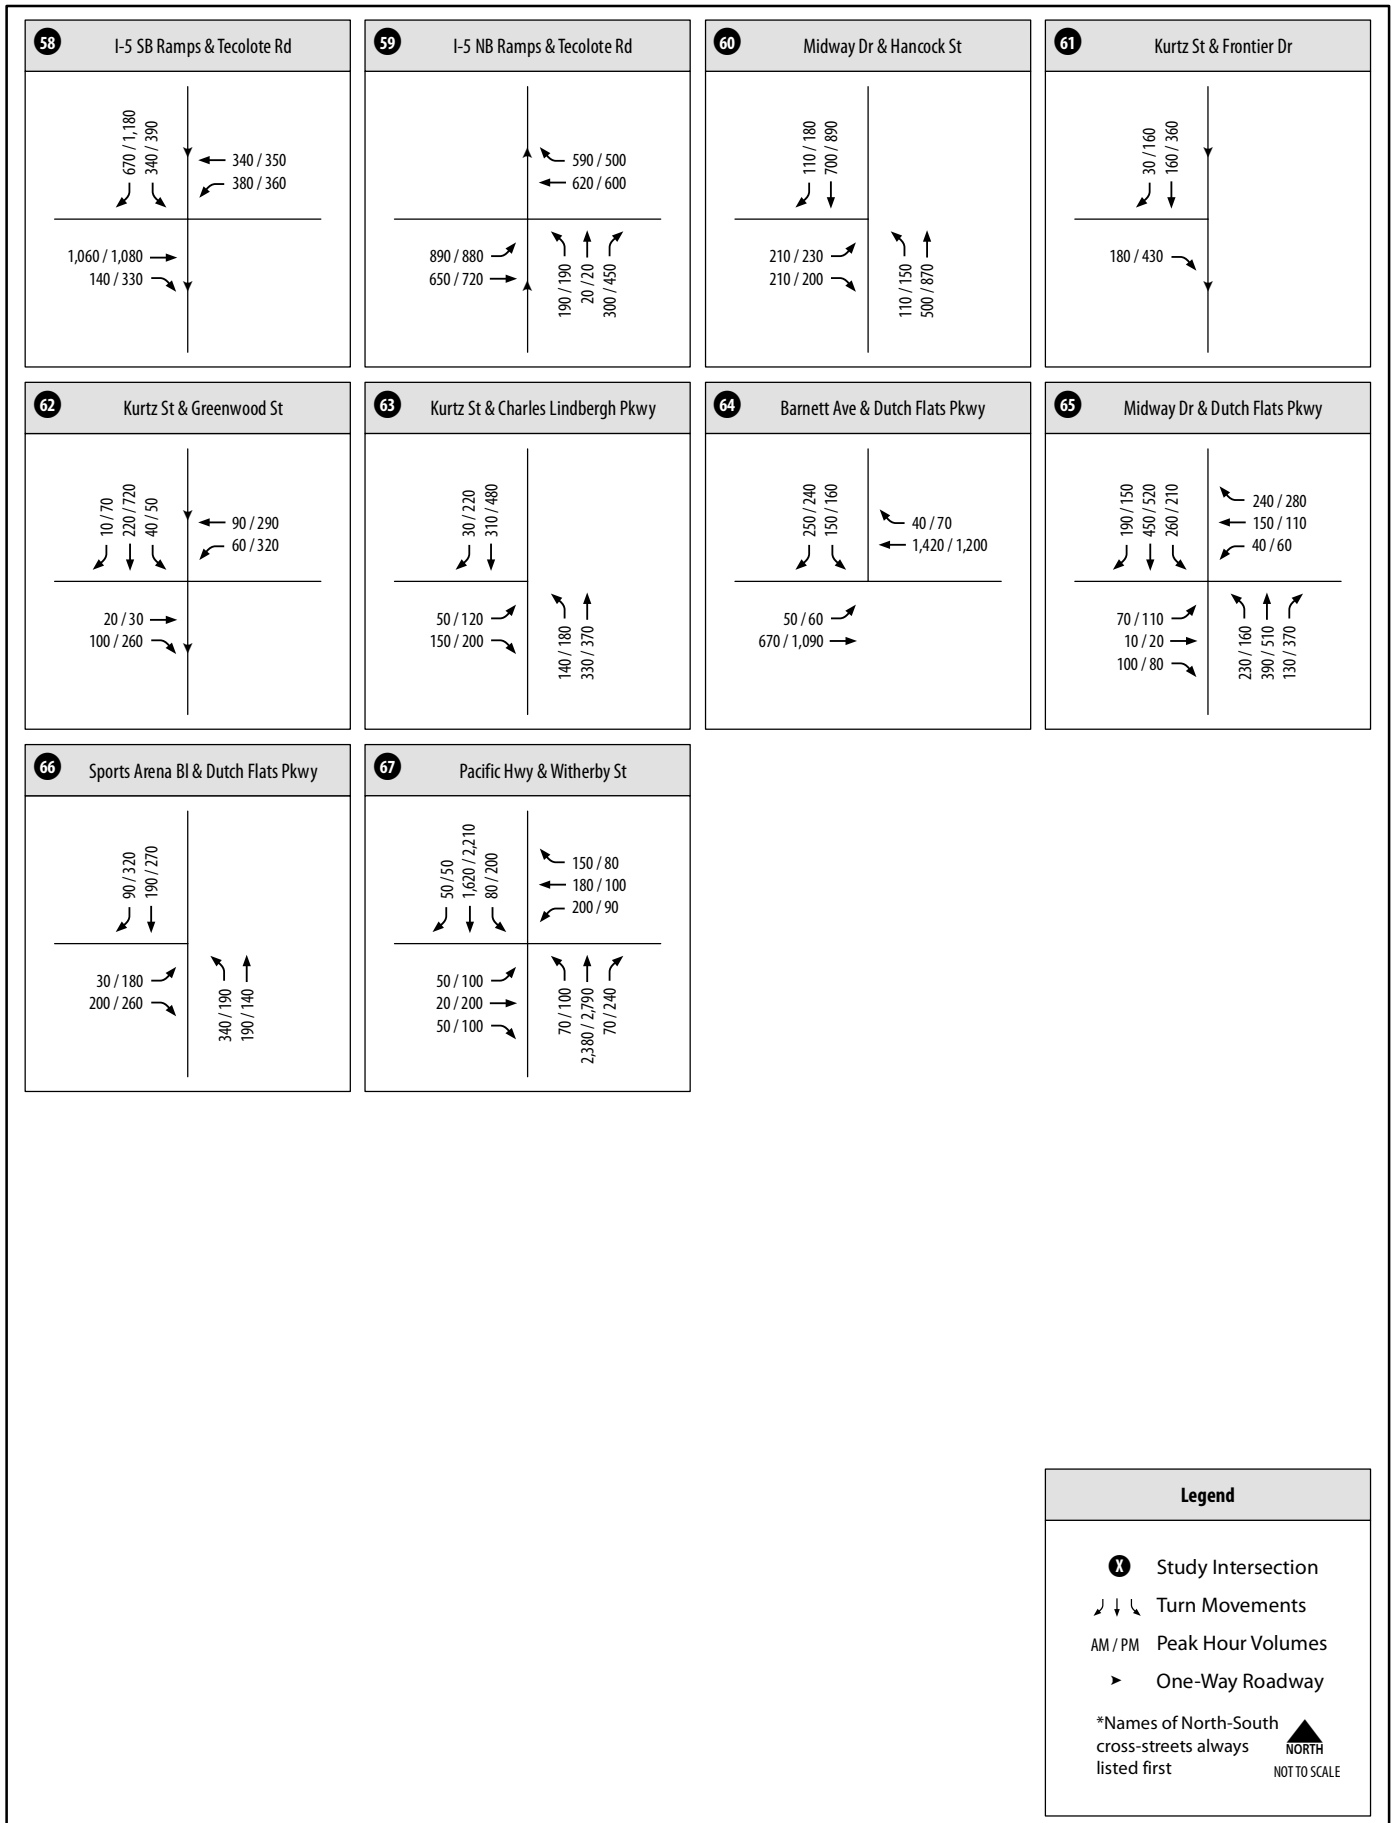 58 I-5 SB Ramps & Tecolote Rd
670 / 1,180
340 / 390
340 / 350
380 / 360
1,060 / 1,080
140 / 330
59 I-5 NB Ramps & Tecolote Rd
590 / 500
620 / 600
890 / 880
650 / 720
190 / 190
20 / 20
300 / 450
60 Midway Dr & Hancock St
110 / 180
700 / 890
210 / 230
210 / 200
110 / 150
500 / 870
61 Kurtz St & Frontier Dr
30 / 160
160 / 360
180 / 430
62 Kurtz St & Greenwood St
10 / 70
220 / 720
40 / 50
90 / 290
60 / 320
20 / 30
100 / 260
63 Kurtz St & Charles Lindbergh Pkwy
30 / 220
310 / 480
50 / 120
150 / 200
140 / 180
330 / 370
64 Barnett Ave & Dutch Flats Pkwy
250 / 240
150 / 160
40 / 70
1,420 / 1,200
50 / 60
670 / 1,090
65 Midway Dr & Dutch Flats Pkwy
190 / 150
450 / 520
260 / 210
240 / 280
150 / 110
40 / 60
70 / 110
10 / 20
100 / 80
230 / 160
390 / 510
130 / 370
66 Sports Arena Bl & Dutch Flats Pkwy
90 / 320
190 / 270
30 / 180
200 / 260
340 / 190
190 / 140
67 Pacific Hwy & Witherby St
50 / 50
1,620 / 2,210
80 / 200
150 / 80
180 / 100
200 / 90
50 / 100
20 / 200
50 / 100
70 / 100
2,380 / 2,790
70 / 240
Legend
X Study Intersection
Turn Movements
AM / PM Peak Hour Volumes
One-Way Roadway
*Names of North-South
cross-streets always
listed first
NORTH
NOT TO SCALE